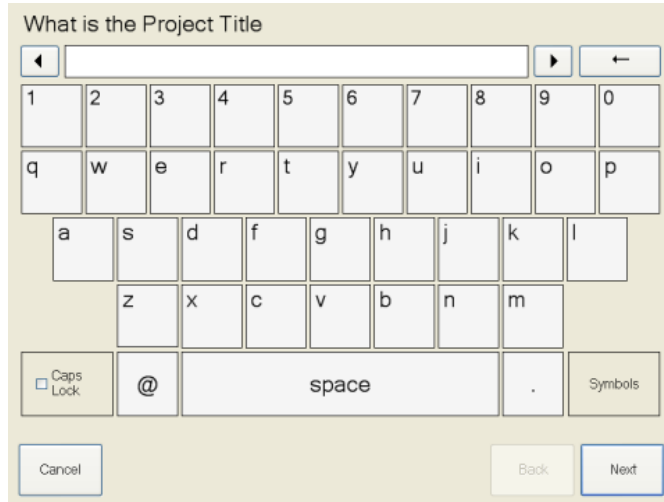 What is the Project Title
←
1 2 3 4 5 6 7 8 9 0
q w e r t y u i o p
a s d f g h j k l
z x c v b n m
Caps
Lock
@ space . Symbols
Cancel Back Next